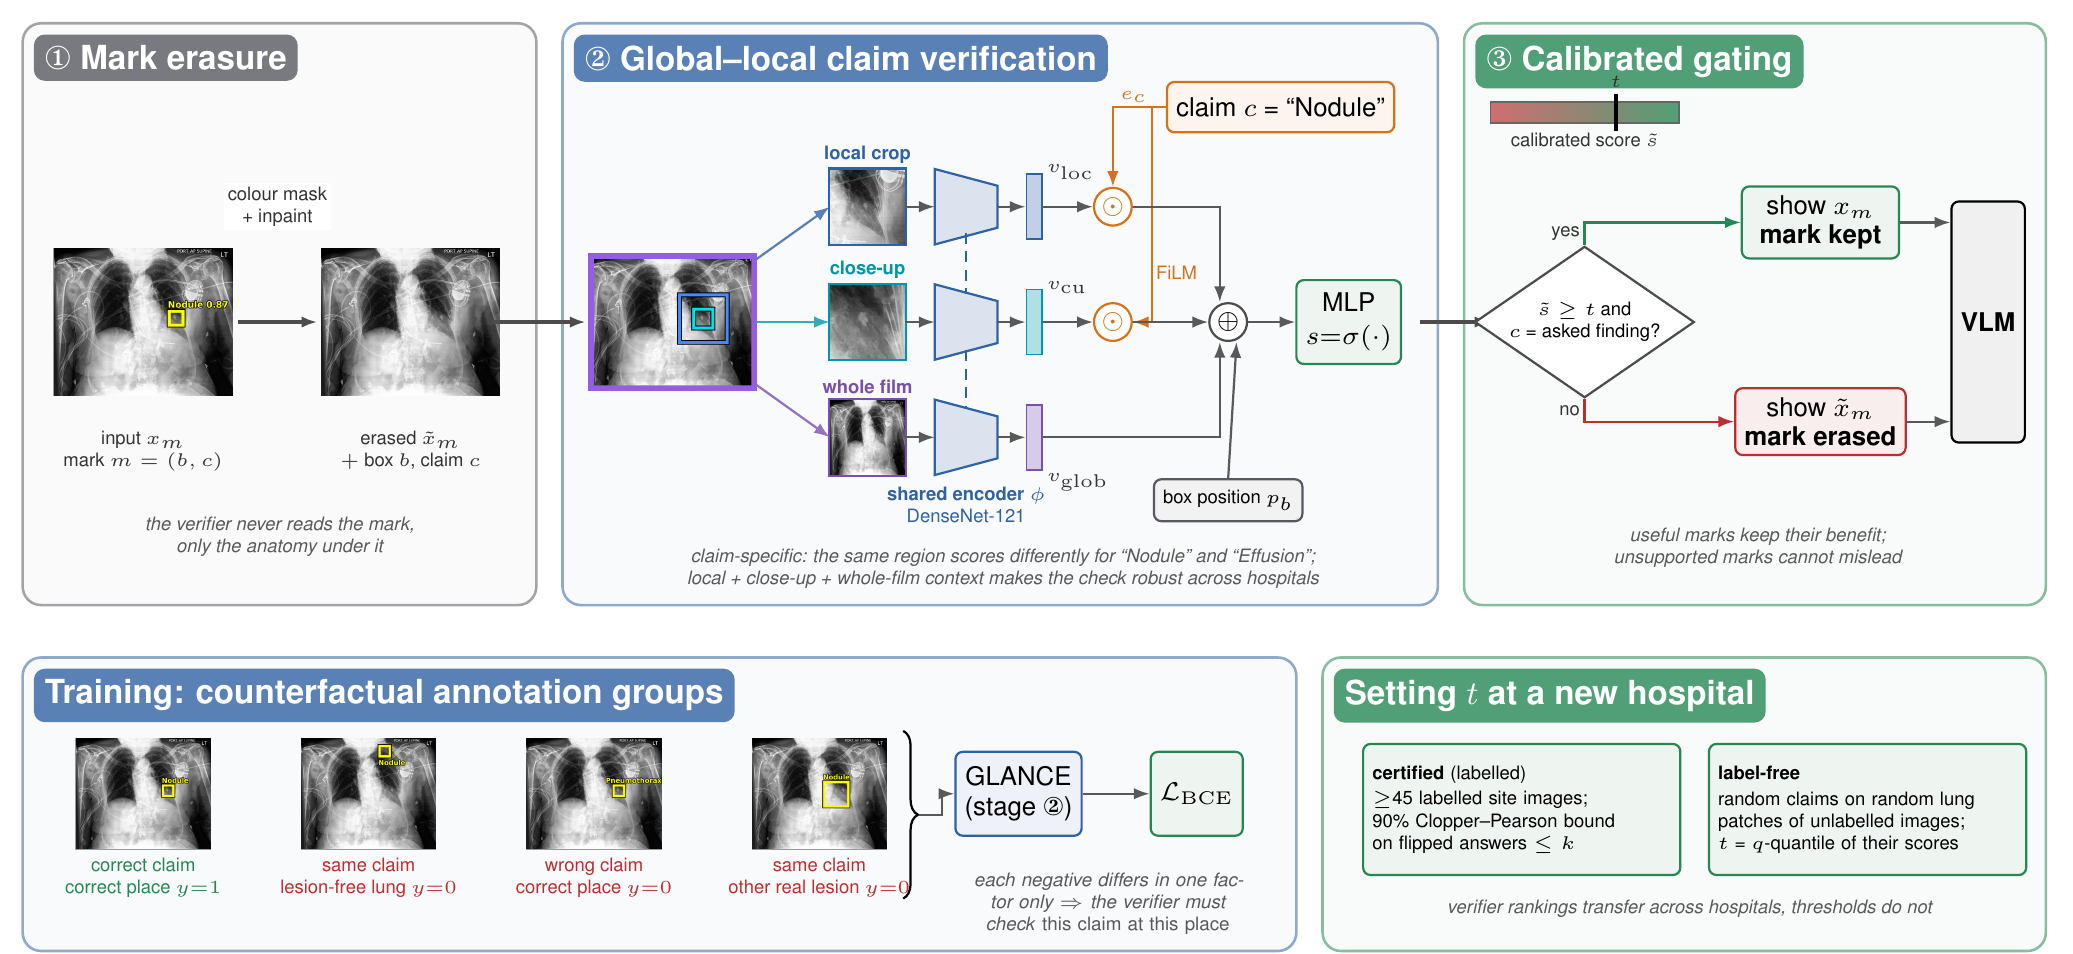 ① Mark erasure
colour mask
+ inpaint
PORT AP SUPINE
LT
Nodule 0.87
PORT AP SUPINE
LT
input x_m
mark m = (b, c)
erased x̃_m
+ box b, claim c
the verifier never reads the mark,
only the anatomy under it
② Global–local claim verification
claim c = “Nodule”
e_c
local crop
v_loc
close-up
v_cu
FiLM
whole film
v_glob
shared encoder ϕ
DenseNet-121
⊙
⊙
⊕
MLP
s=σ(·)
box position p_b
claim-specific: the same region scores differently for “Nodule” and “Effusion”;
local + close-up + whole-film context makes the check robust across hospitals
③ Calibrated gating
t
calibrated score s̃
yes
s̃ ≥ t and
c = asked finding?
no
show x_m
mark kept
show x̃_m
mark erased
VLM
useful marks keep their benefit;
unsupported marks cannot mislead
Training: counterfactual annotation groups
Nodule
correct claim
correct place y=1
Nodule
same claim
lesion-free lung y=0
Pneumothorax
wrong claim
correct place y=0
Nodule
same claim
other real lesion y=0
GLANCE
(stage ②)
ℒ_BCE
each negative differs in one fac-
tor only ⇒ the verifier must
check this claim at this place
Setting t at a new hospital
certified (labelled)
≥45 labelled site images;
90% Clopper–Pearson bound
on flipped answers ≤ k
label-free
random claims on random lung
patches of unlabelled images;
t = q-quantile of their scores
verifier rankings transfer across hospitals, thresholds do not